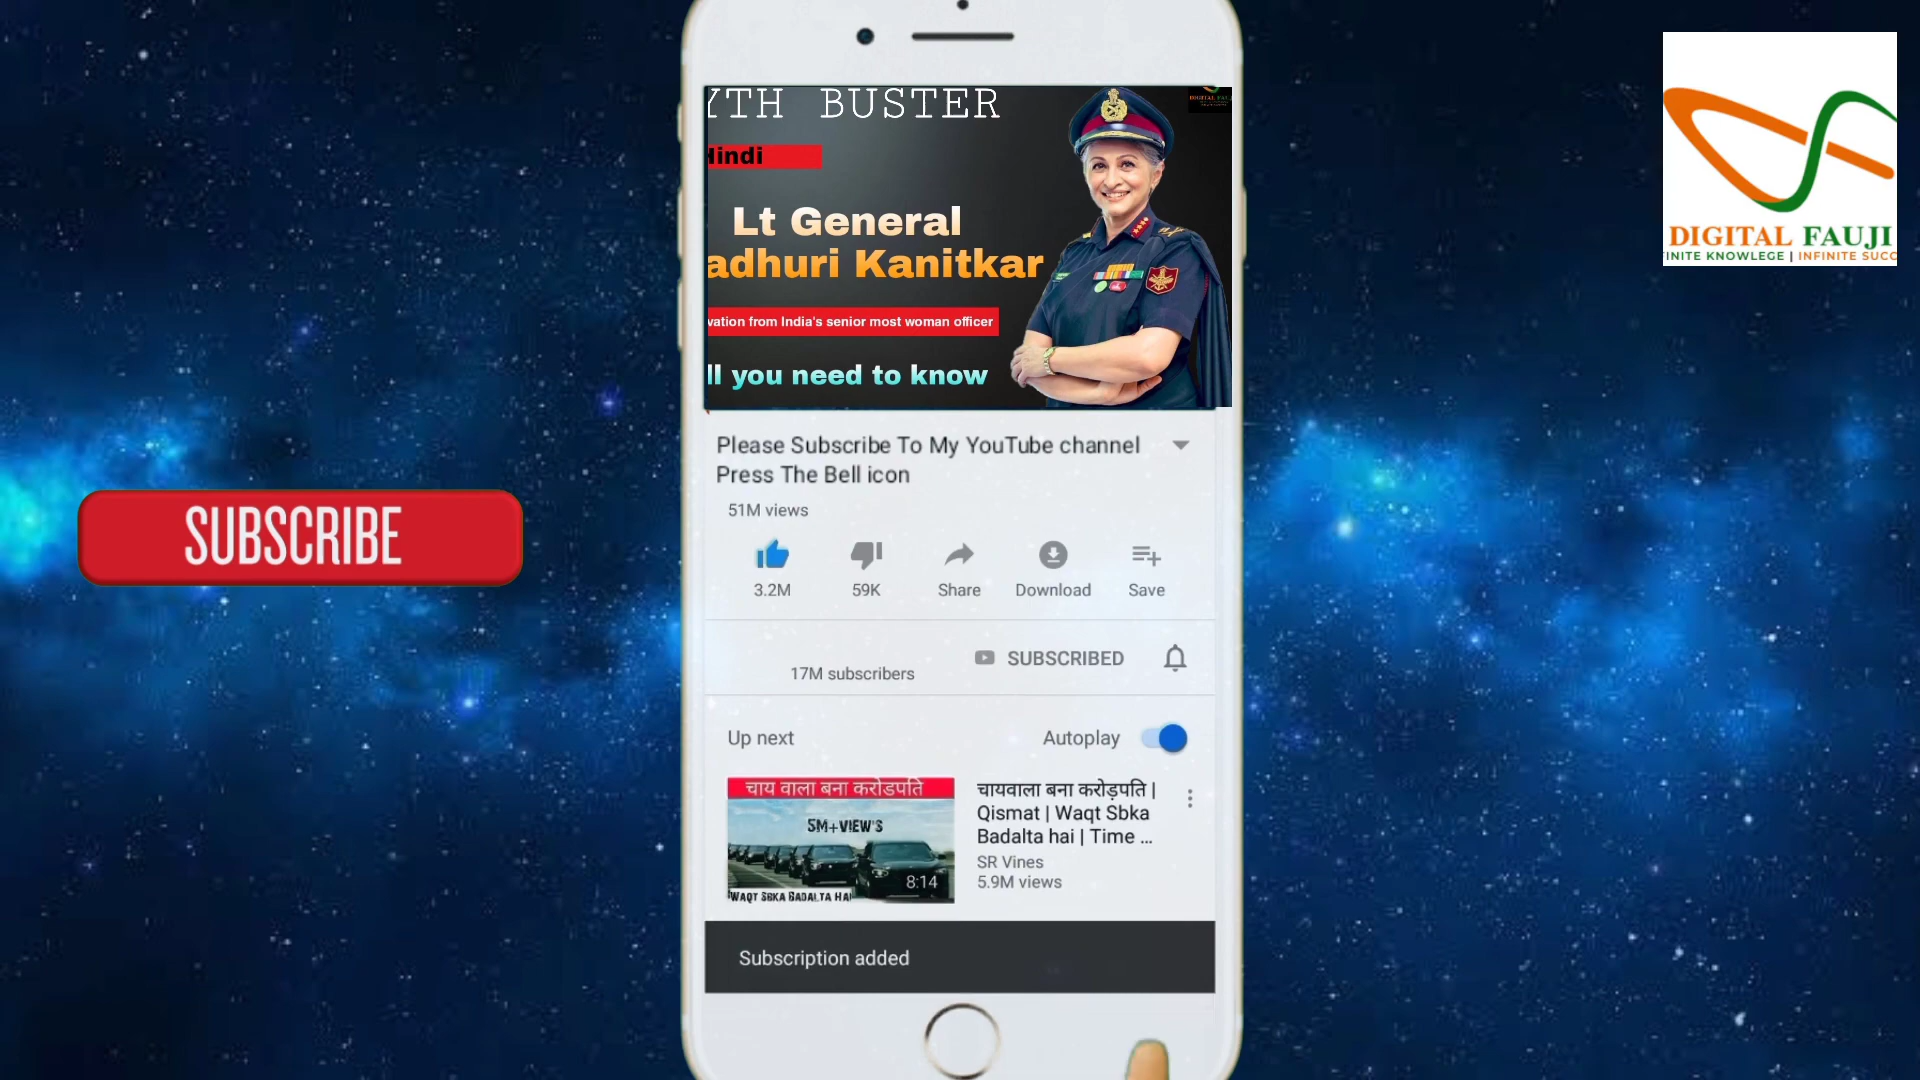 YTH BUSTER
Hindi
Lt General
adhuri Kanitkar
vation from India's senior most woman officer
ll you need to know
DIGITAL FAUJI
INITE KNOWLEGE | INFINITE SUCC
SUBSCRIBE
Please Subscribe To My YouTube channel
Press The Bell icon
51M views
3.2M 59K Share Download Save
17M subscribers SUBSCRIBED
Up next Autoplay
चाय वाला बना करोडपति
5M+VIEW'S
8:14
WAQT SBKA BADALTA HAI
चायवाला बना करोड़पति |
Qismat | Waqt Sbka
Badalta hai | Time ...
SR Vines
5.9M views
Subscription added